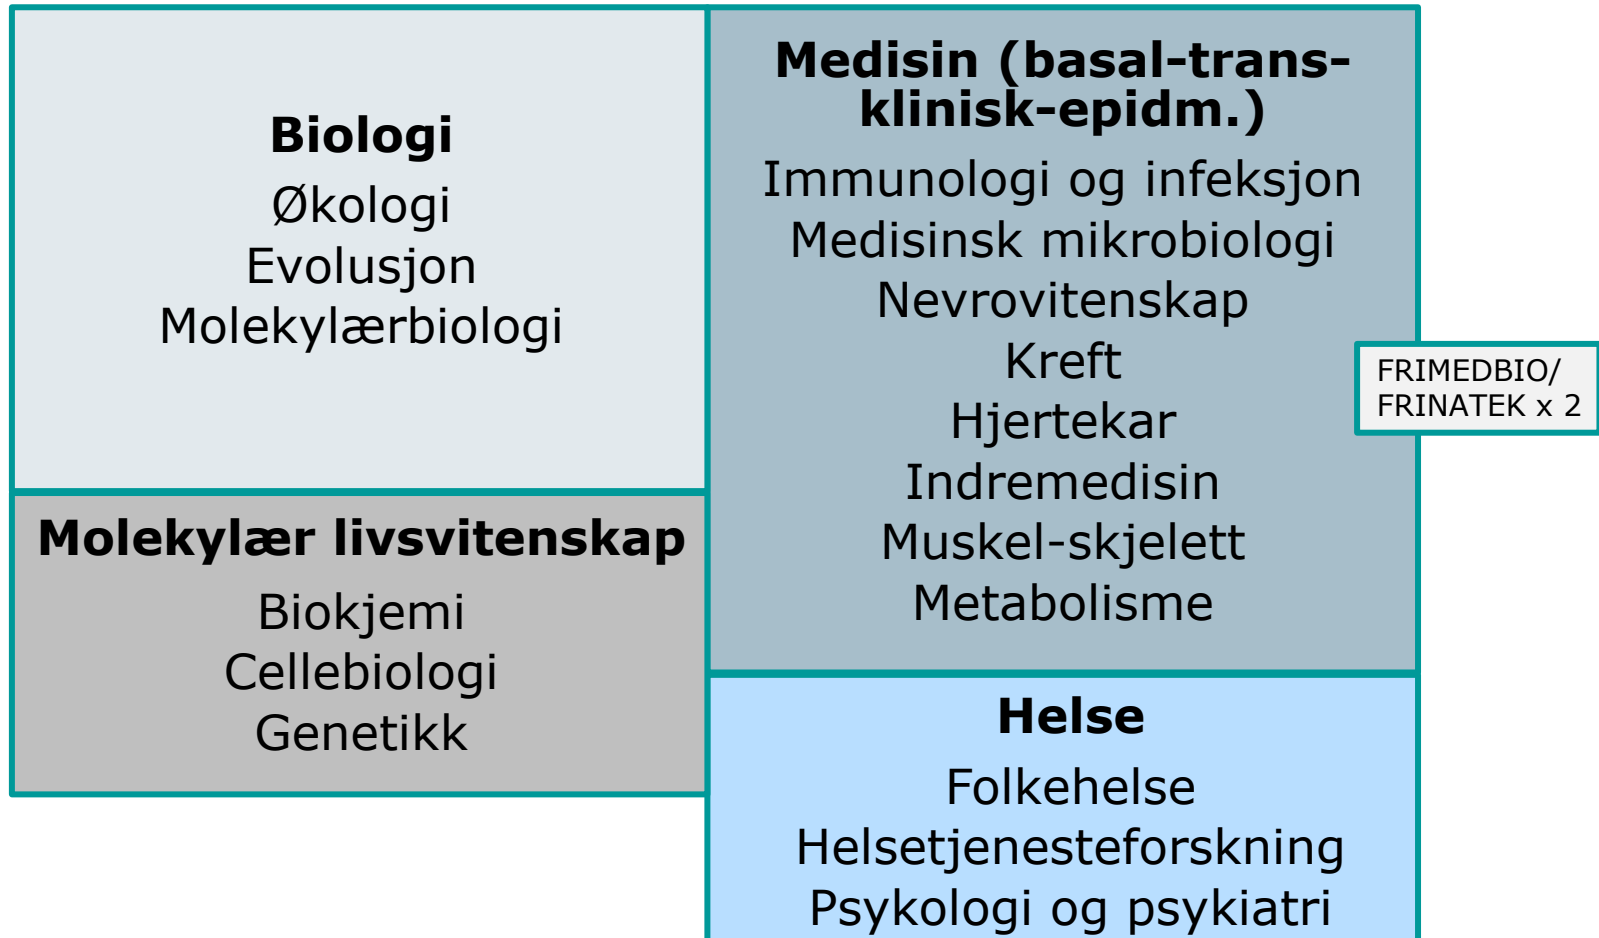 Biologi
Økologi
Evolusjon
Molekylærbiologi
Molekylær livsvitenskap
Biokjemi
Cellebiologi
Genetikk
Medisin (basal-trans-
klinisk-epidm.)
Immunologi og infeksjon
Medisinsk mikrobiologi
Nevrovitenskap
Kreft
Hjertekar
Indremedisin
Muskel-skjelett
Metabolisme
Helse
Folkehelse
Helsetjenesteforskning
Psykologi og psykiatri
FRIMEDBIO/
FRINATEK x 2